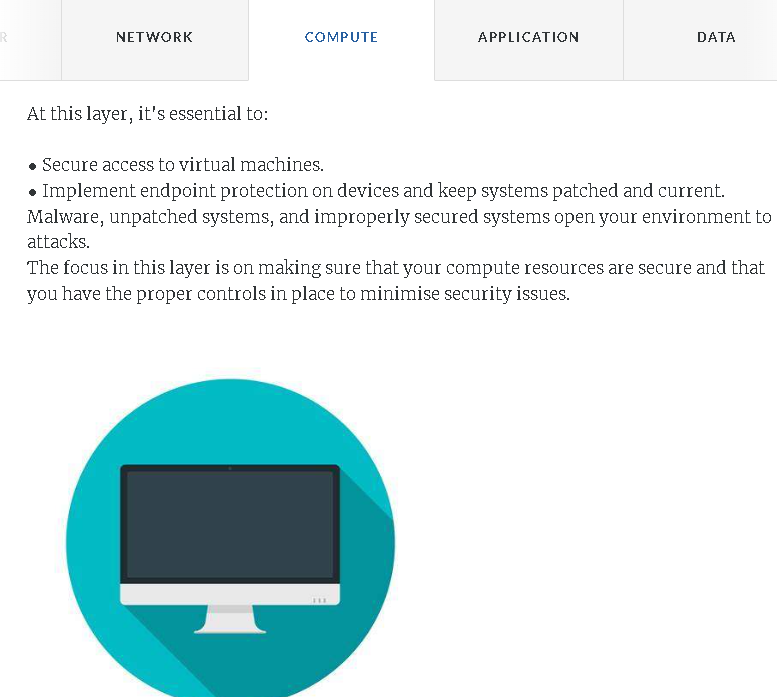 R
NETWORK
COMPUTE
APPLICATION
DATA
At this layer, it's essential to:
● Secure access to virtual machines.
● Implement endpoint protection on devices and keep systems patched and current.
Malware, unpatched systems, and improperly secured systems open your environment to
attacks.
The focus in this layer is on making sure that your compute resources are secure and that
you have the proper controls in place to minimise security issues.